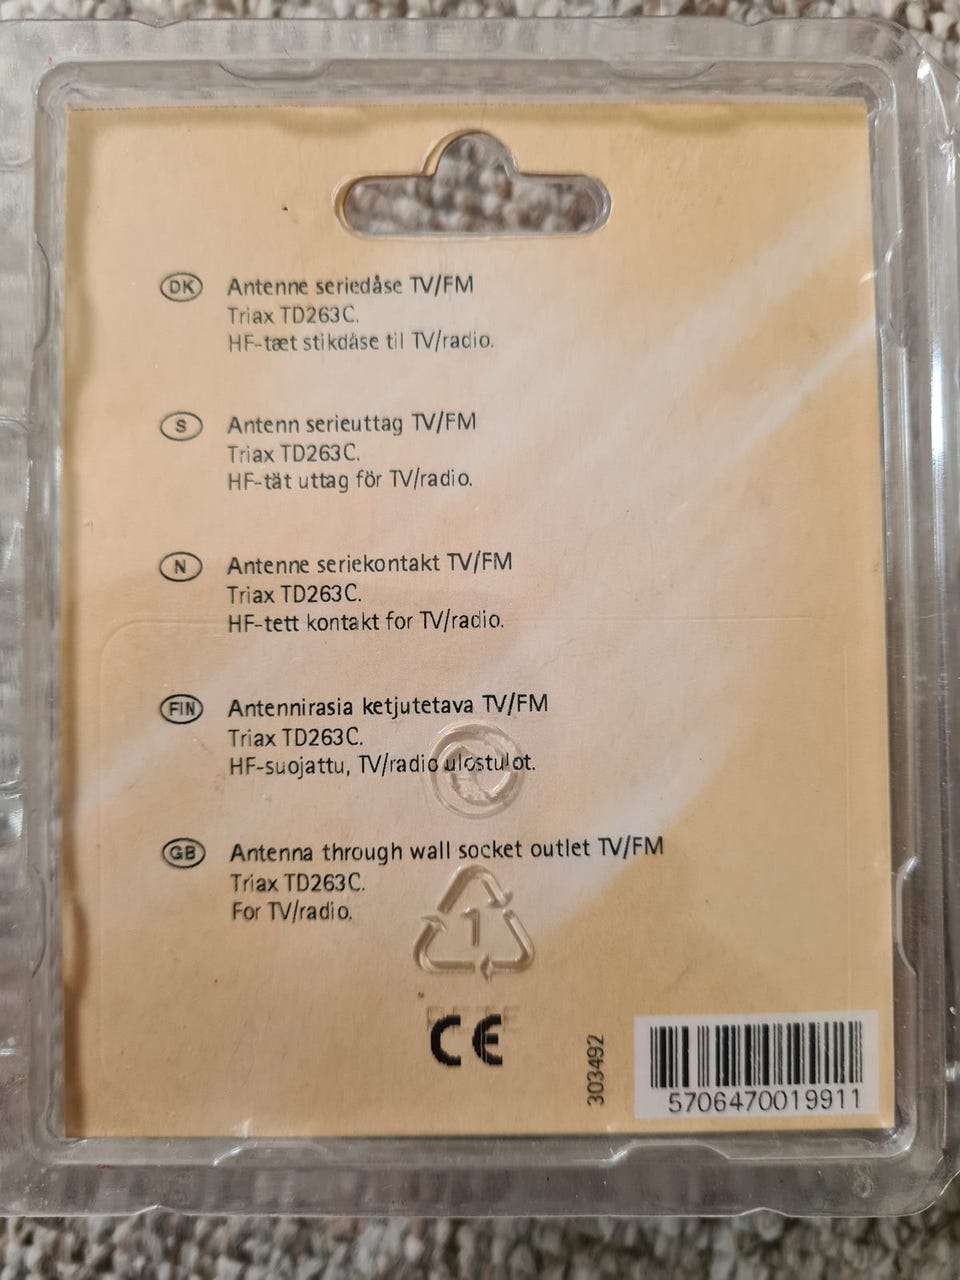 DK Antenne seriedåse TV/FM
Triax TD263C.
HF-tæt stikdåse til TV/radio.
S Antenn serieuttag TV/FM
Triax TD263C.
HF-tät uttag för TV/radio.
N Antenne seriekontakt TV/FM
Triax TD263C.
HF-tett kontakt for TV/radio.
FIN Antennirasia ketjutetava TV/FM
Triax TD263C.
HF-suojattu, TV/radio ulostulot.
GB Antenna through wall socket outlet TV/FM
Triax TD263C.
For TV/radio.
1
CE
303492
5706470019911